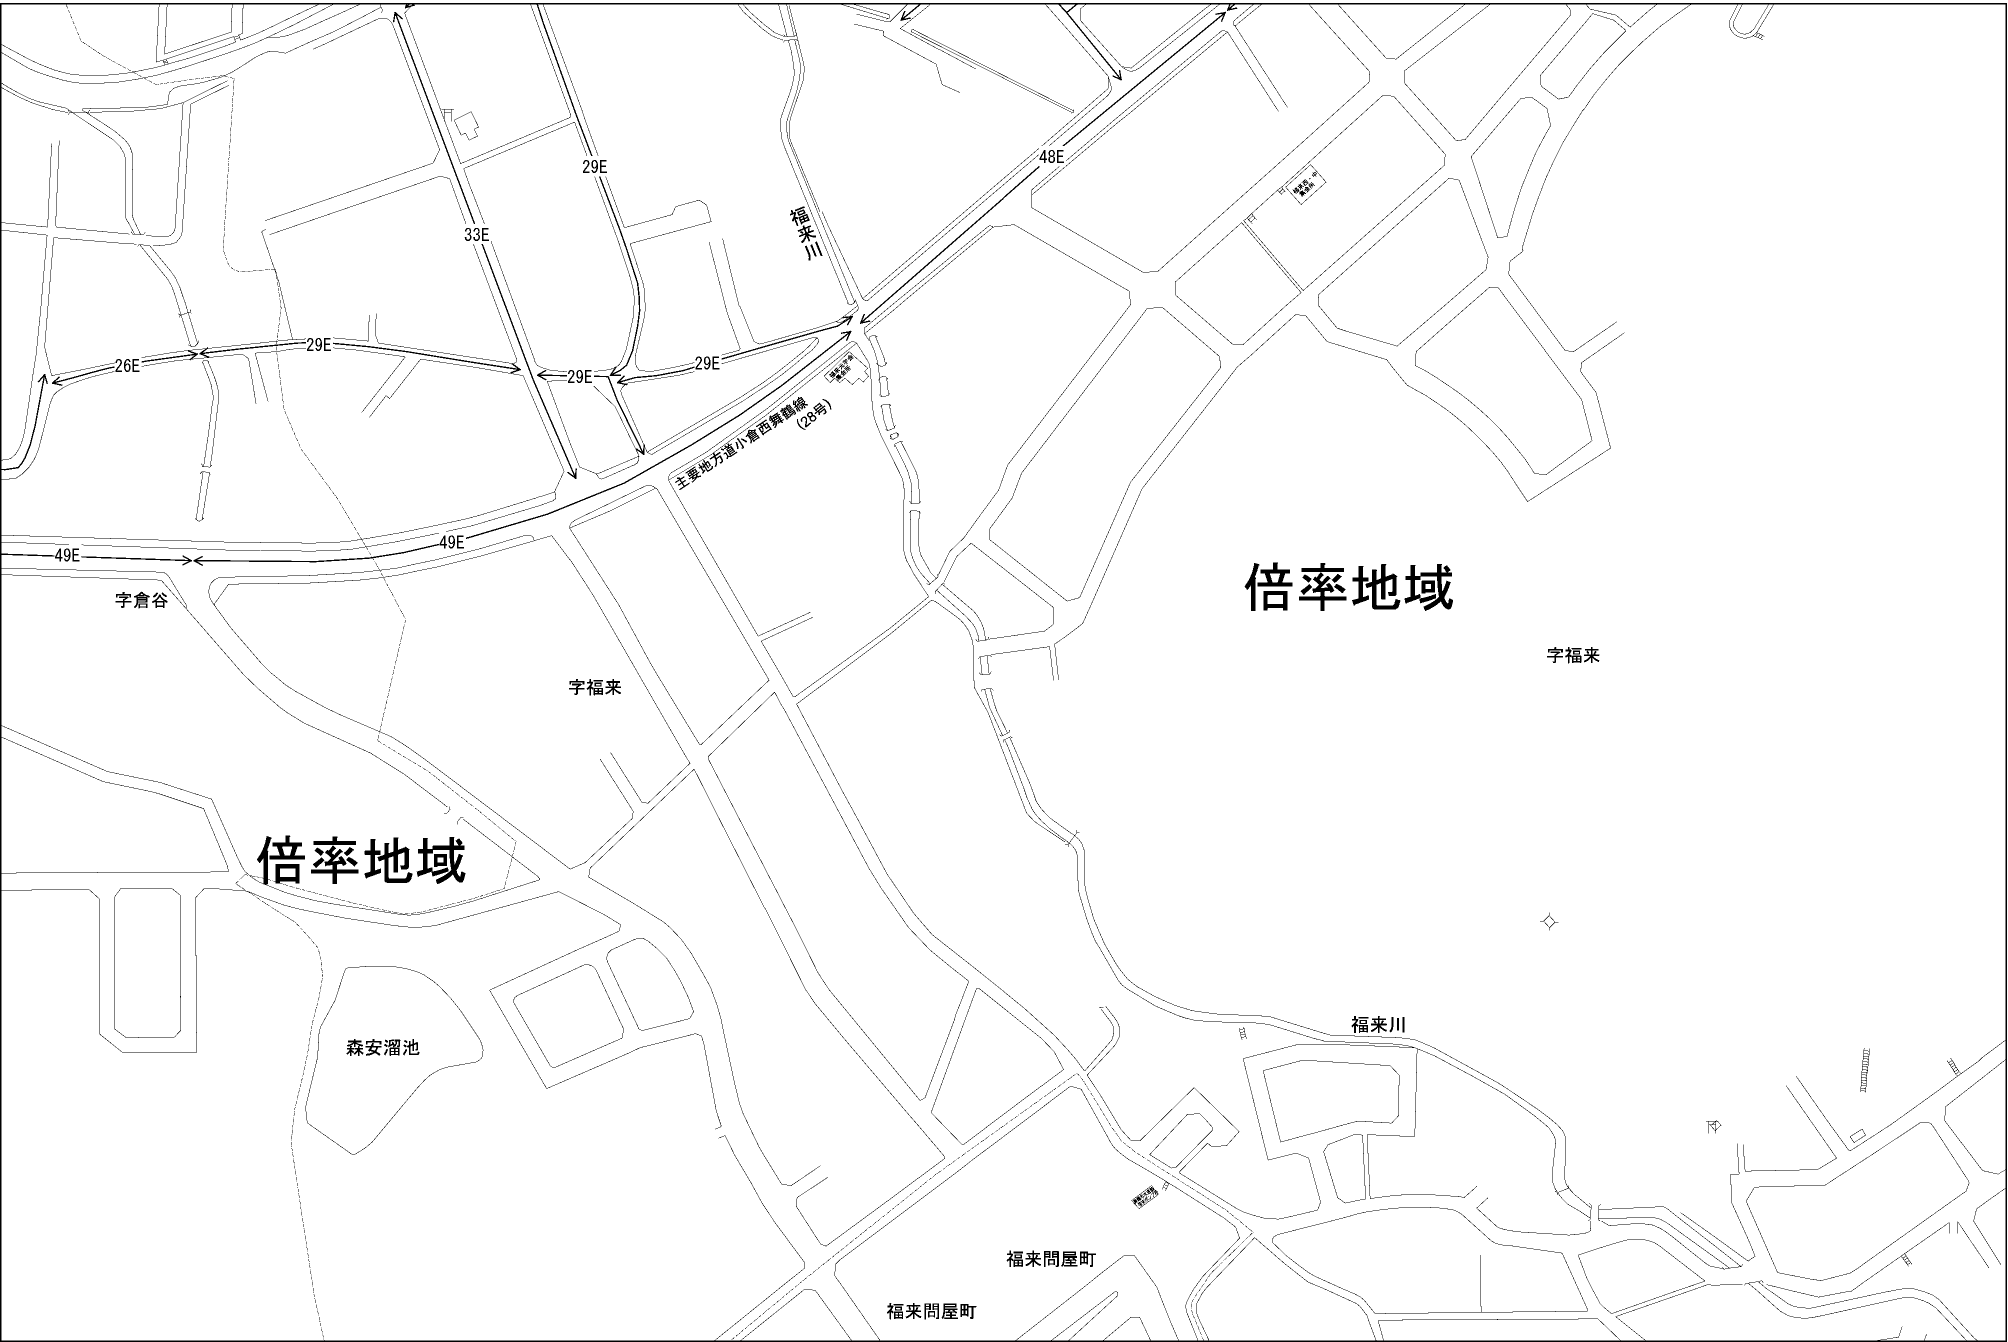 48E
29E
33E
福来川
29E
26E
29E
29E
主要地方道小倉西舞鶴線
(28号)
49E
49E
倍率地域
字倉谷
字福来
字福来
倍率地域
福来川
森安溜池
福来問屋町
福来問屋町